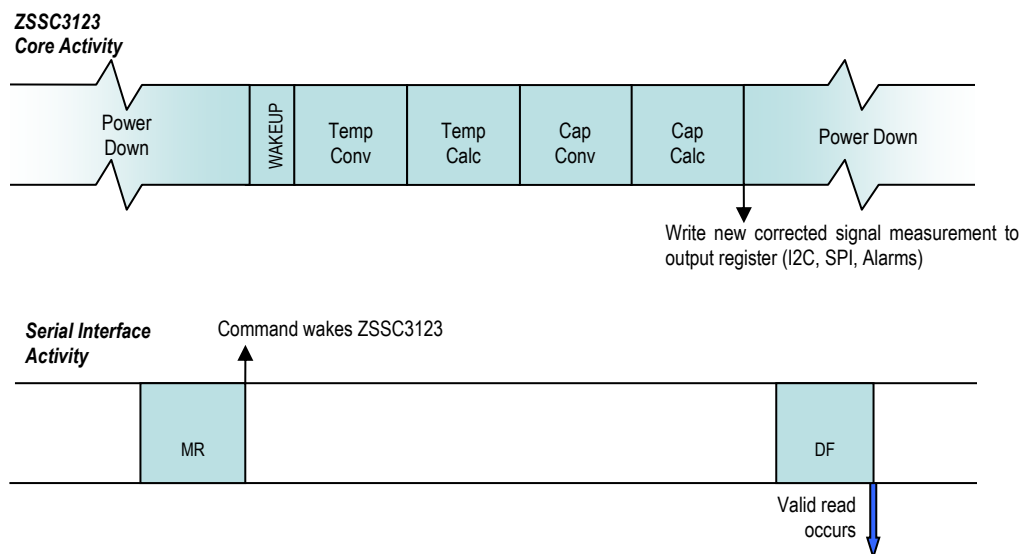 ZSSC3123
Core Activity
Power
Down
WAKEUP
Temp
Conv
Temp
Calc
Cap
Conv
Cap
Calc
Power Down
Write new corrected signal measurement to
output register (I2C, SPI, Alarms)
Serial Interface
Activity
Command wakes ZSSC3123
MR
DF
Valid read
occurs